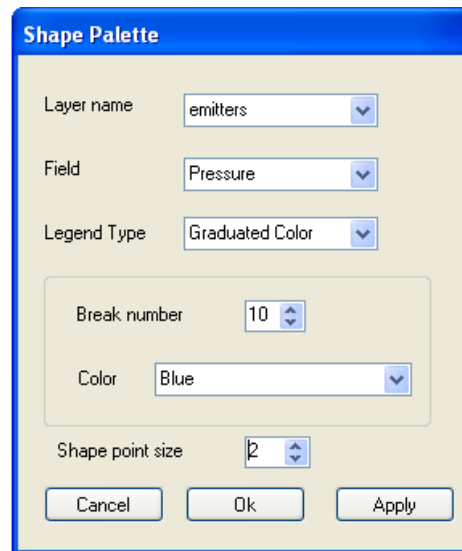 Shape Palette
Layer name emitters
Field Pressure
Legend Type Graduated Color
Break number 10
Color Blue
Shape point size 2
Cancel Ok Apply